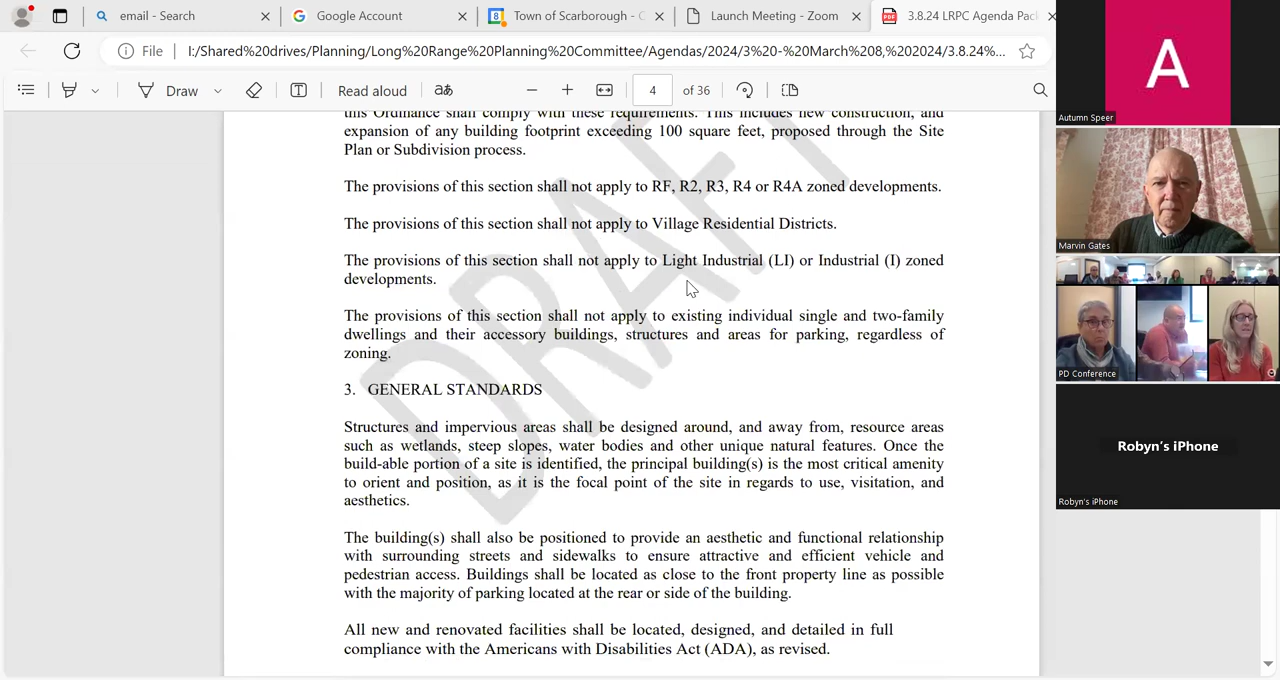 email - Search
Google Account
Town of Scarborough - C
Launch Meeting - Zoom
3.8.24 LRPC Agenda Pack
File
I:/Shared%20drives/Planning/Long%20Range%20Planning%20Committee/Agendas/2024/3%20-%20March%208,%202024/3.8.24%...
Draw
Read aloud
4
of 36
this Ordinance shall comply with these requirements. This includes new construction, and
expansion of any building footprint exceeding 100 square feet, proposed through the Site
Plan or Subdivision process.
The provisions of this section shall not apply to RF, R2, R3, R4 or R4A zoned developments.
The provisions of this section shall not apply to Village Residential Districts.
The provisions of this section shall not apply to Light Industrial (LI) or Industrial (I) zoned
developments.
The provisions of this section shall not apply to existing individual single and two-family
dwellings and their accessory buildings, structures and areas for parking, regardless of
zoning.
3. GENERAL STANDARDS
Structures and impervious areas shall be designed around, and away from, resource areas
such as wetlands, steep slopes, water bodies and other unique natural features. Once the
build-able portion of a site is identified, the principal building(s) is the most critical amenity
to orient and position, as it is the focal point of the site in regards to use, visitation, and
aesthetics.
The building(s) shall also be positioned to provide an aesthetic and functional relationship
with surrounding streets and sidewalks to ensure attractive and efficient vehicle and
pedestrian access. Buildings shall be located as close to the front property line as possible
with the majority of parking located at the rear or side of the building.
All new and renovated facilities shall be located, designed, and detailed in full
compliance with the Americans with Disabilities Act (ADA), as revised.
DRAFT
A
Autumn Speer
Marvin Gates
PD Conference
Robyn's iPhone
Robyn's iPhone